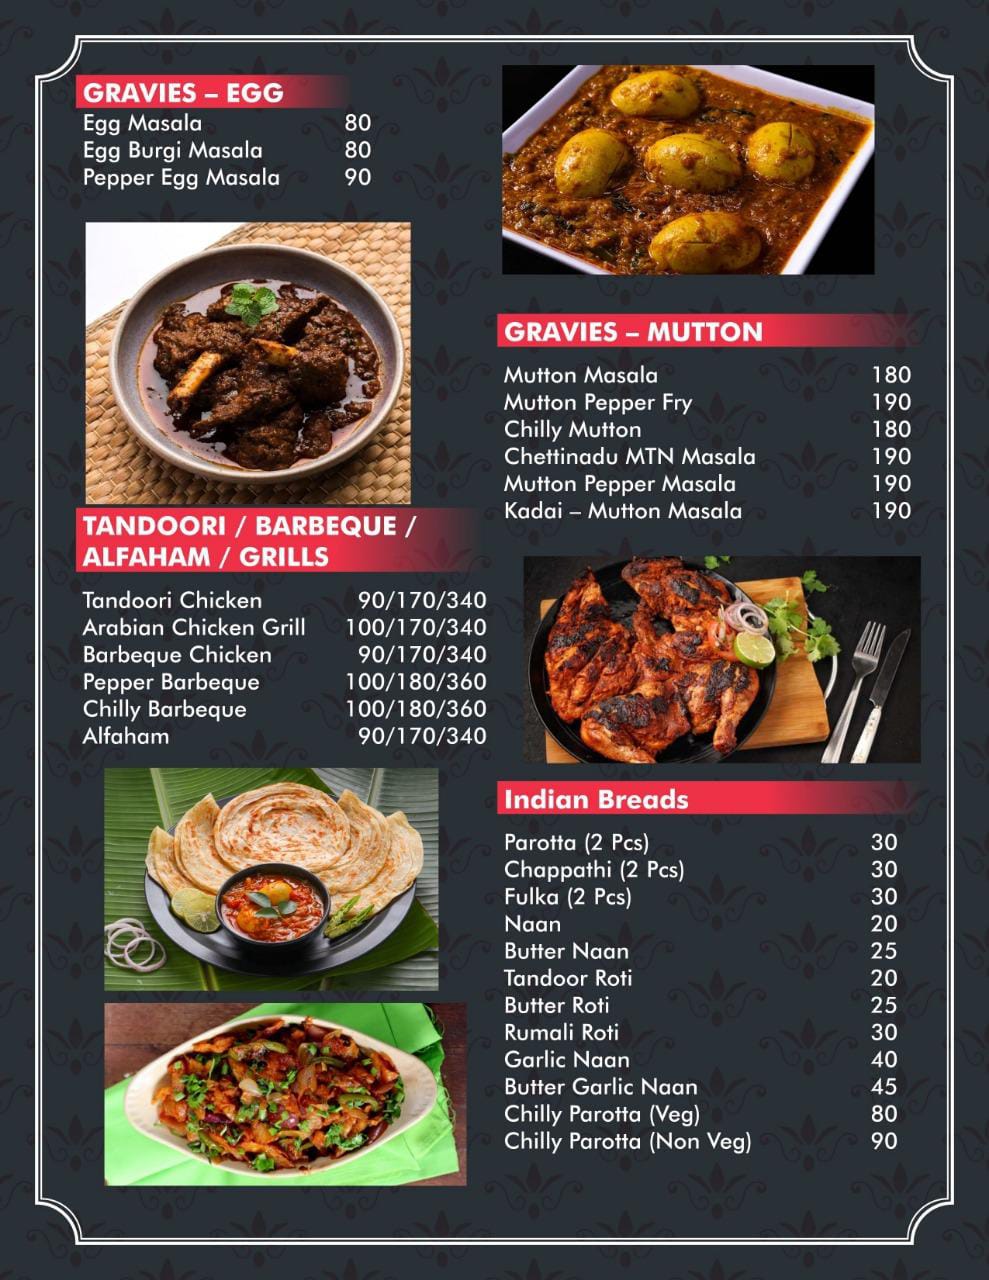 GRAVIES – EGG
Egg Masala 80
Egg Burgi Masala 80
Pepper Egg Masala 90
GRAVIES – MUTTON
Mutton Masala 180
Mutton Pepper Fry 190
Chilly Mutton 180
Chettinadu MTN Masala 190
Mutton Pepper Masala 190
Kadai – Mutton Masala 190
TANDOORI / BARBEQUE /
ALFAHAM / GRILLS
Tandoori Chicken 90/170/340
Arabian Chicken Grill 100/170/340
Barbeque Chicken 90/170/340
Pepper Barbeque 100/180/360
Chilly Barbeque 100/180/360
Alfaham 90/170/340
Indian Breads
Parotta (2 Pcs) 30
Chappathi (2 Pcs) 30
Fulka (2 Pcs) 30
Naan 20
Butter Naan 25
Tandoor Roti 20
Butter Roti 25
Rumali Roti 30
Garlic Naan 40
Butter Garlic Naan 45
Chilly Parotta (Veg) 80
Chilly Parotta (Non Veg) 90